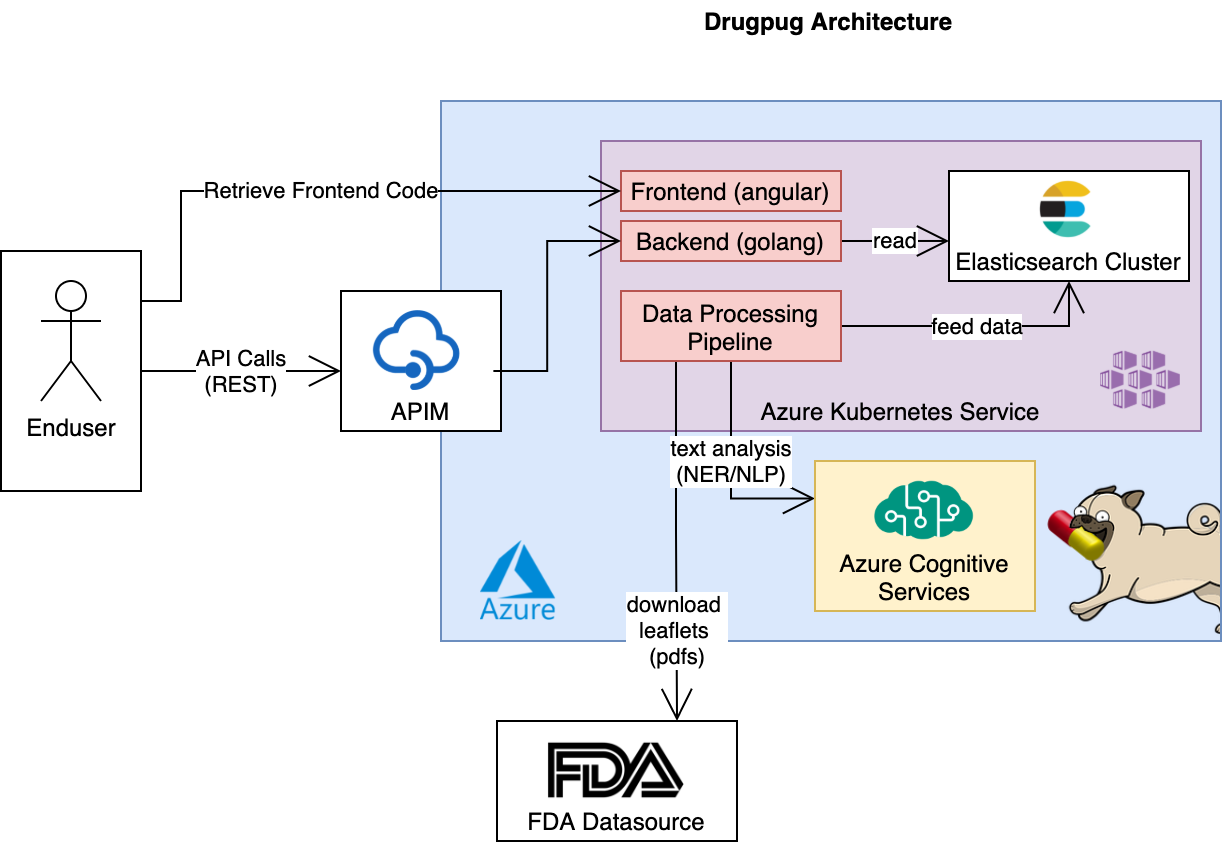 Drugpug Architecture
Retrieve Frontend Code
Frontend (angular)
Backend (golang)
read
Elasticsearch Cluster
Data Processing
Pipeline
feed data
Enduser
API Calls
(REST)
APIM
Azure Kubernetes Service
text analysis
(NER/NLP)
Azure Cognitive
Services
Azure
download
leaflets
(pdfs)
FDA
FDA Datasource